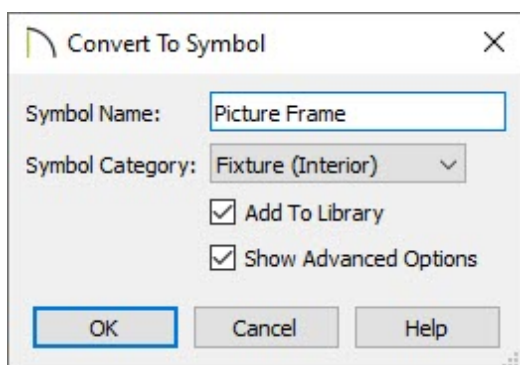 Convert To Symbol
Symbol Name: Picture Frame
Symbol Category: Fixture (Interior)
Add To Library
Show Advanced Options
OK Cancel Help